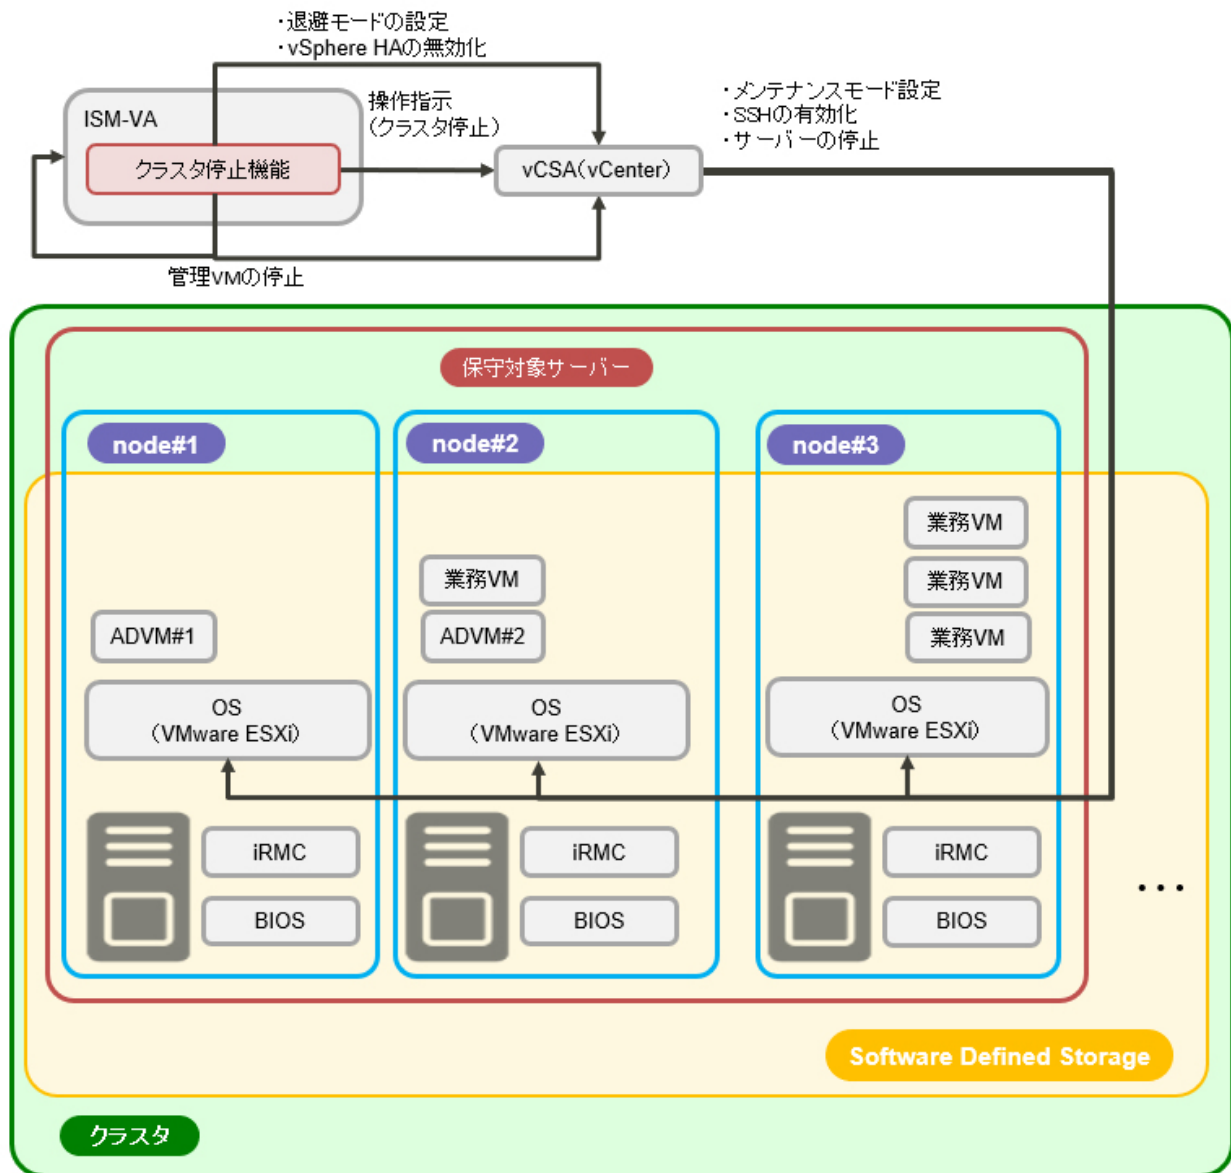 ・退避モードの設定
・vSphere HAの無効化
ISM-VA
操作指示
（クラスタ停止）
・メンテナンスモード設定
・SSHの有効化
・サーバーの停止
クラスタ停止機能
vCSA（vCenter）
管理VMの停止
保守対象サーバー
node#1
node#2
node#3
業務VM
業務VM
業務VM
業務VM
ADVM#1
ADVM#2
OS
（VMware ESXi）
OS
（VMware ESXi）
OS
（VMware ESXi）
iRMC
iRMC
iRMC
BIOS
BIOS
BIOS
・・・
Software Defined Storage
クラスタ